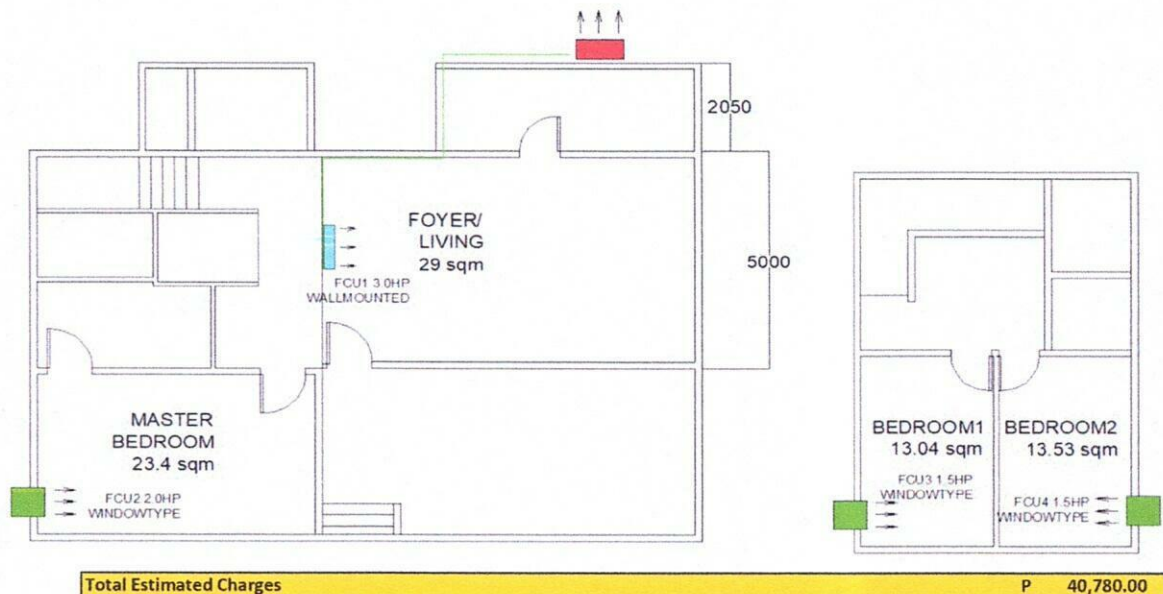 2050
FOYER/
LIVING
29 sqm
5000
FCU1 3.0HP
WALLMOUNTED
MASTER
BEDROOM
23.4 sqm
FCU2 2.0HP
WINDOWTYPE
BEDROOM1
13.04 sqm
FCU3 1.5HP
WINDOWTYPE
BEDROOM2
13.53 sqm
FCU4 1.5HP
WINDOWTYPE
Total Estimated Charges P 40,780.00